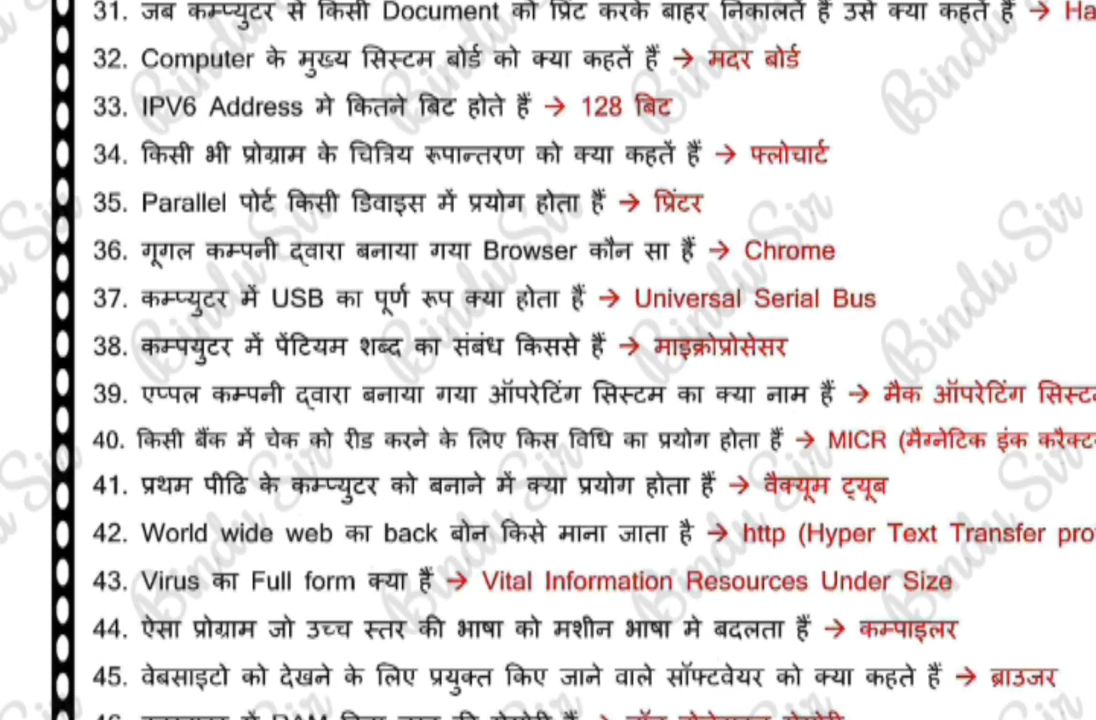 31. जब कम्प्युटर से किसी Document को प्रिंट करके बाहर निकालतें हैं उसे क्या कहतें हैं →
32. Computer के मुख्य सिस्टम बोर्ड को क्या कहतें हैं → मदर बोर्ड
33. IPV6 Address मे कितने बिट होते हैं → 128 बिट
34. किसी भी प्रोग्राम के चित्रिय रूपान्तरण को क्या कहतें हैं → फ्लोचार्ट
35. Parallel पोर्ट किसी डिवाइस में प्रयोग होता हैं → प्रिंटर
36. गूगल कम्पनी द्वारा बनाया गया Browser कौन सा हैं → Chrome
37. कम्प्युटर में USB का पूर्ण रूप क्या होता हैं → Universal Serial Bus
38. कम्पयुटर में पेंटियम शब्द का संबंध किससे हैं → माइक्रोप्रोसेसर
39. एप्पल कम्पनी द्वारा बनाया गया ऑपरेटिंग सिस्टम का क्या नाम हैं → मैक ऑपरेटिंग
40. किसी बैंक में चेक को रीड करने के लिए किस विधि का प्रयोग होता हैं → MICR (मैग्नेटिक इंक
41. प्रथम पीढि के कम्प्युटर को बनाने में क्या प्रयोग होता हैं → वैक्यूम ट्यूब
42. World wide web का back बोन किसे माना जाता है → http (Hyper Text Transfer
43. Virus का Full form क्या हैं → Vital Information Resources Under Size
44. ऐसा प्रोग्राम जो उच्च स्तर की भाषा को मशीन भाषा मे बदलता हैं → कम्पाइलर
45. वेबसाइटो को देखने के लिए प्रयुक्त किए जाने वाले सॉफ्टवेयर को क्या कहते हैं → ब्राउजर